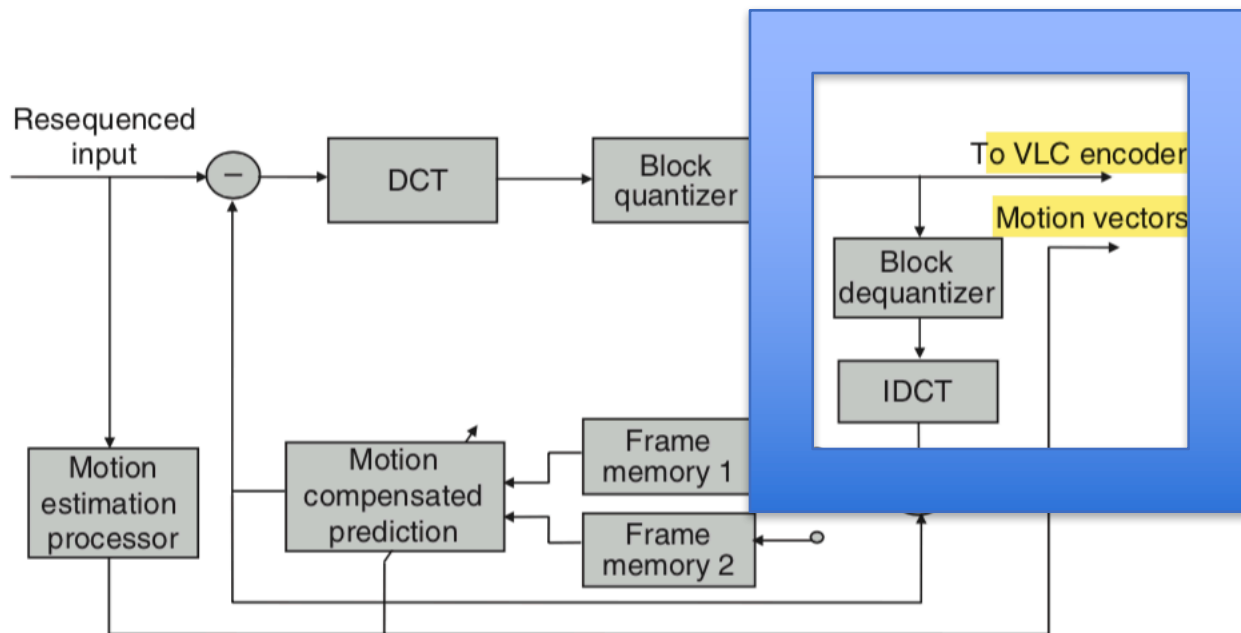 Resequenced
input
−
DCT
Block
quantizer
To VLC encoder
Motion vectors
Block
dequantizer
IDCT
Motion
estimation
processor
Motion
compensated
prediction
Frame
memory 1
Frame
memory 2